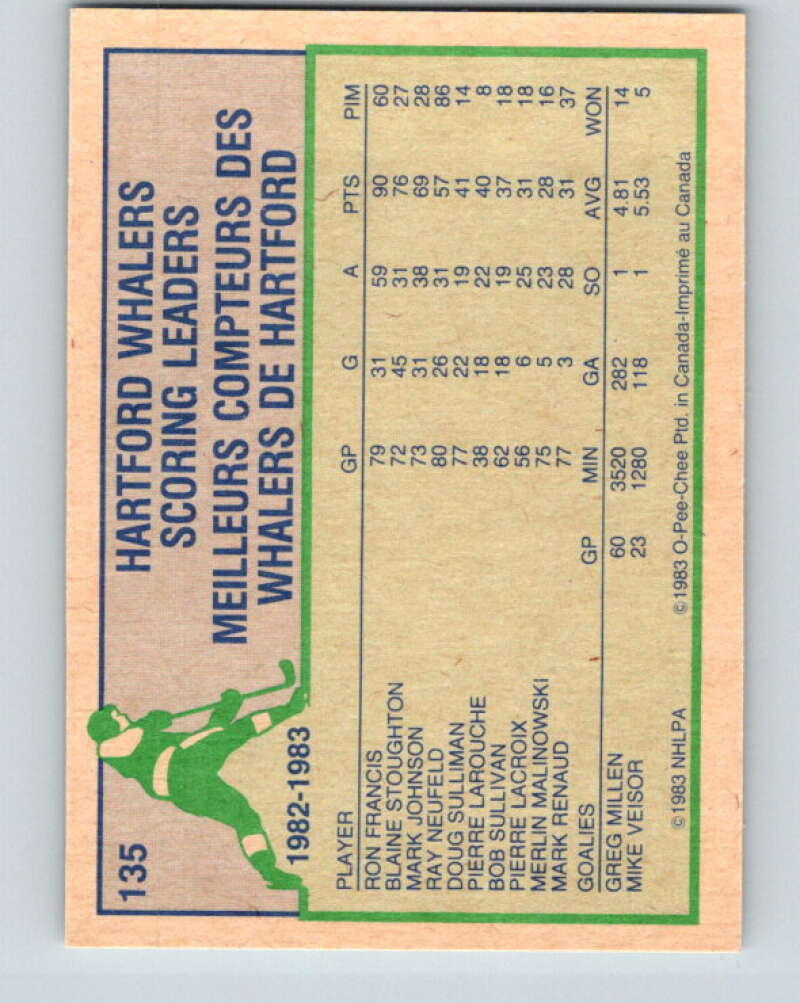 135
HARTFORD WHALERS
SCORING LEADERS
MEILLEURS COMPTEURS DES
WHALERS DE HARTFORD
1982-1983
PLAYER GP G A PTS PIM
RON FRANCIS 79 31 59 90 60
BLAINE STOUGHTON 72 45 31 76 27
MARK JOHNSON 73 31 38 69 28
RAY NEUFELD 80 26 31 57 86
DOUG SULLIMAN 77 22 19 41 14
PIERRE LAROUCHE 38 18 22 40 8
BOB SULLIVAN 62 18 19 37 18
PIERRE LACROIX 56 6 25 31 18
MERLIN MALINOWSKI 75 5 23 28 16
MARK RENAUD 77 3 28 31 37
GOALIES GP MIN GA SO AVG WON
GREG MILLEN 60 3520 282 1 4.81 14
MIKE VEISOR 23 1280 118 1 5.53 5
©1983 NHLPA ©1983 O-Pee-Chee Ptd. in Canada-Imprimé au Canada